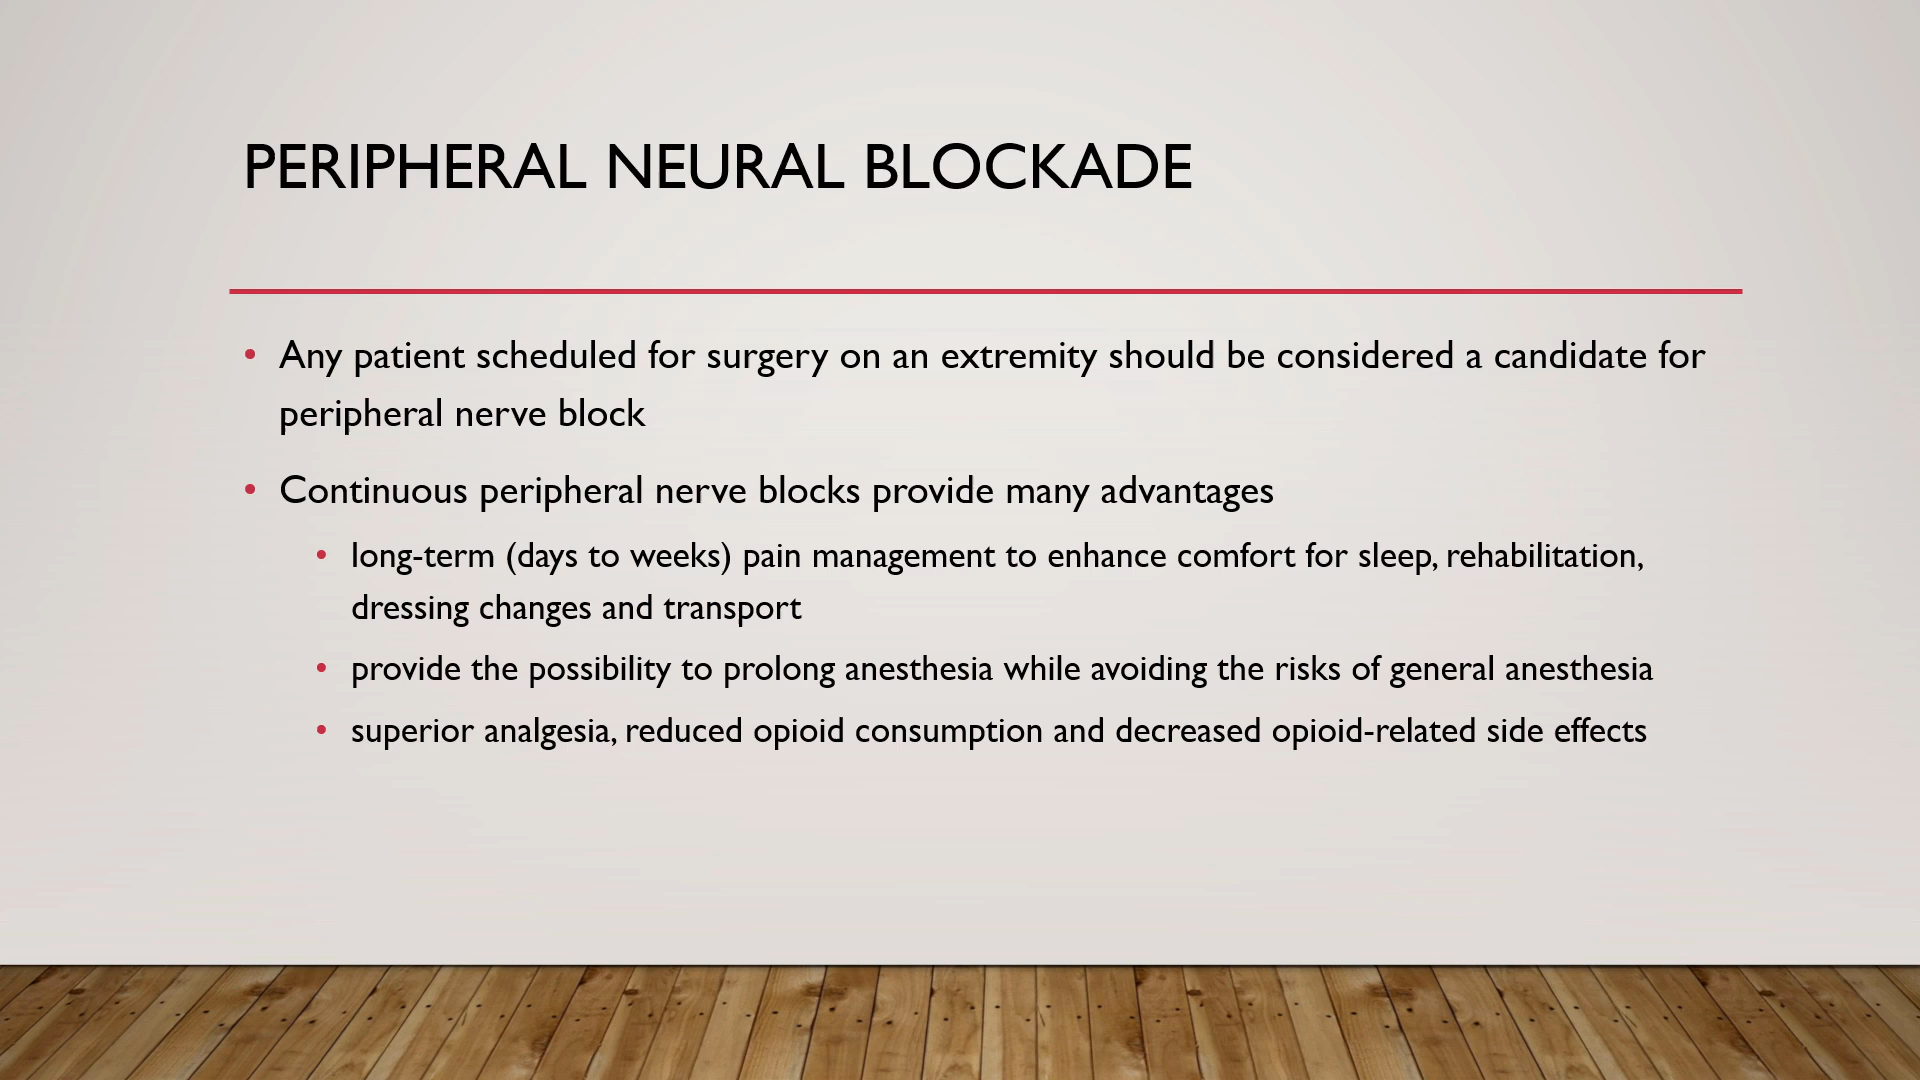 PERIPHERAL NEURAL BLOCKADE
• Any patient scheduled for surgery on an extremity should be considered a candidate for
peripheral nerve block
• Continuous peripheral nerve blocks provide many advantages
• long-term (days to weeks) pain management to enhance comfort for sleep, rehabilitation,
dressing changes and transport
• provide the possibility to prolong anesthesia while avoiding the risks of general anesthesia
• superior analgesia, reduced opioid consumption and decreased opioid-related side effects